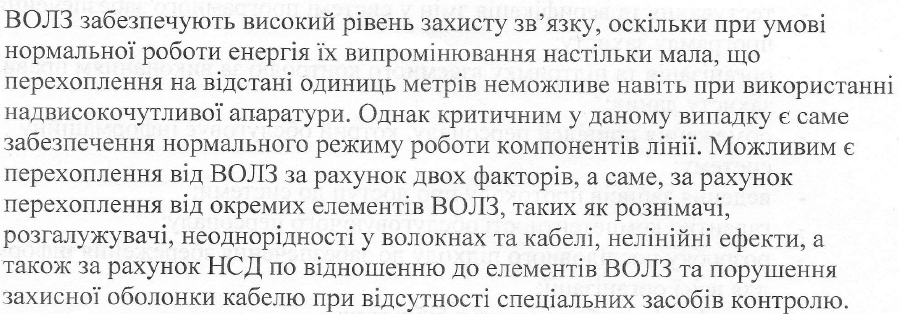 ВОЛЗ забезпечують високий рівень захисту зв’язку, оскільки при умові
нормальної роботи енергія їх випромінювання настільки мала, що
перехоплення на відстані одиниць метрів неможливе навіть при використанні
надвисокочутливої апаратури. Однак критичним у даному випадку є саме
забезпечення нормального режиму роботи компонентів лінії. Можливим є
перехоплення від ВОЛЗ за рахунок двох факторів, а саме, за рахунок
перехоплення від окремих елементів ВОЛЗ, таких як рознімачі,
розгалужувачі, неоднорідності у волокнах та кабелі, нелінійні ефекти, а
також за рахунок НСД по відношенню до елементів ВОЛЗ та порушення
захисної оболонки кабелю при відсутності спеціальних засобів контролю.